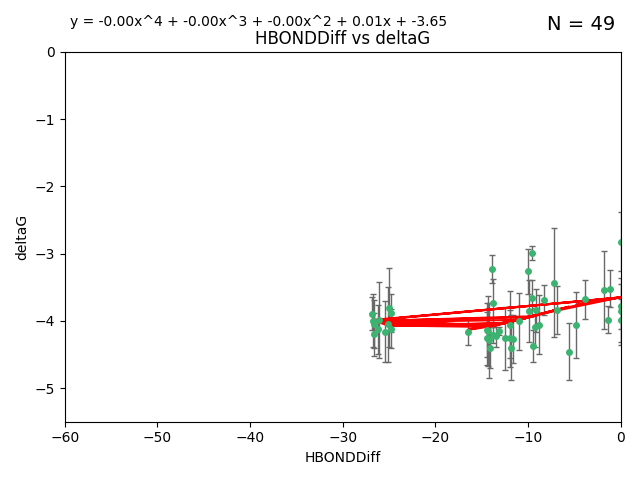 y = -0.00x^4 + -0.00x^3 + -0.00x^2 + 0.01x + -3.65
N = 49
HBONDDiff vs deltaG
0
−1
−2
−3
−4
−5
deltaG
−60 −50 −40 −30 −20 −10 0
HBONDDiff